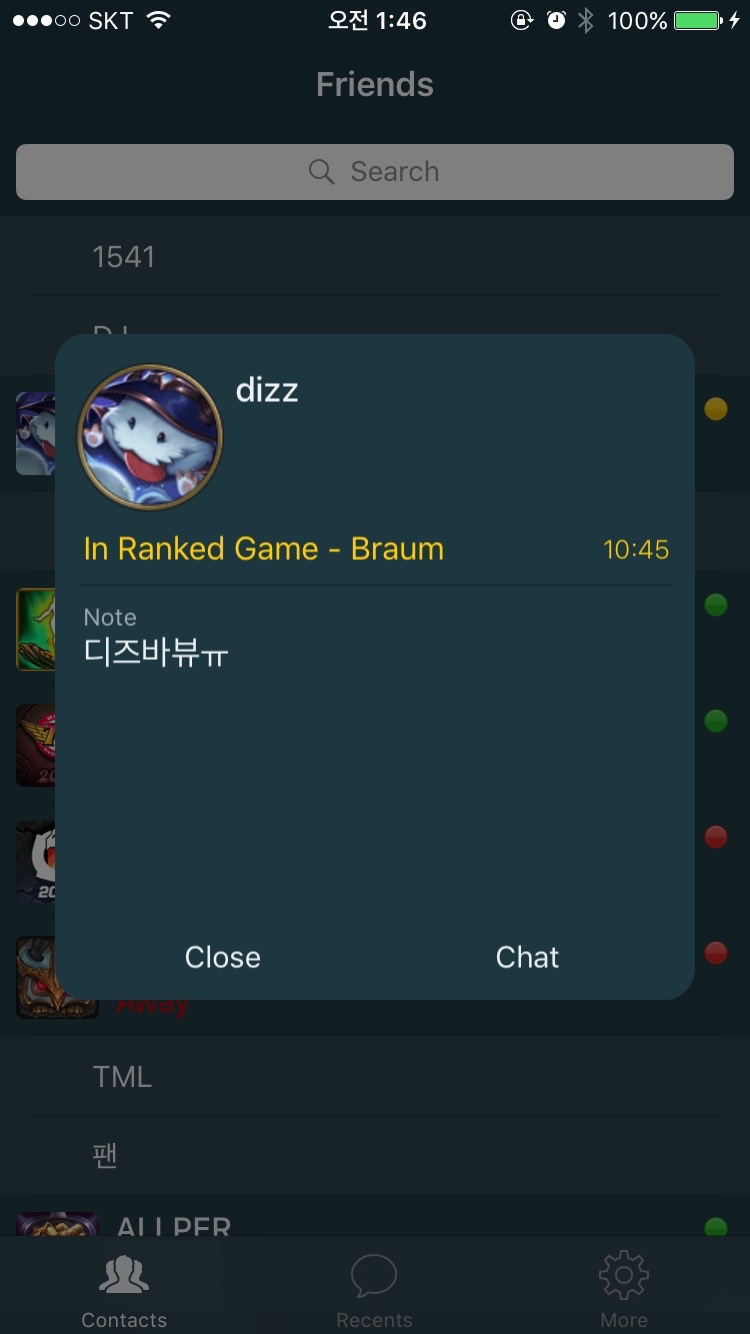 SKT 오전 1:46 100%
Friends
Search
1541
dizz
In Ranked Game - Braum 10:45
Note
디즈바뷰ㅠ
Close Chat
Away
TML
팬
ALLPER
Contacts Recents More